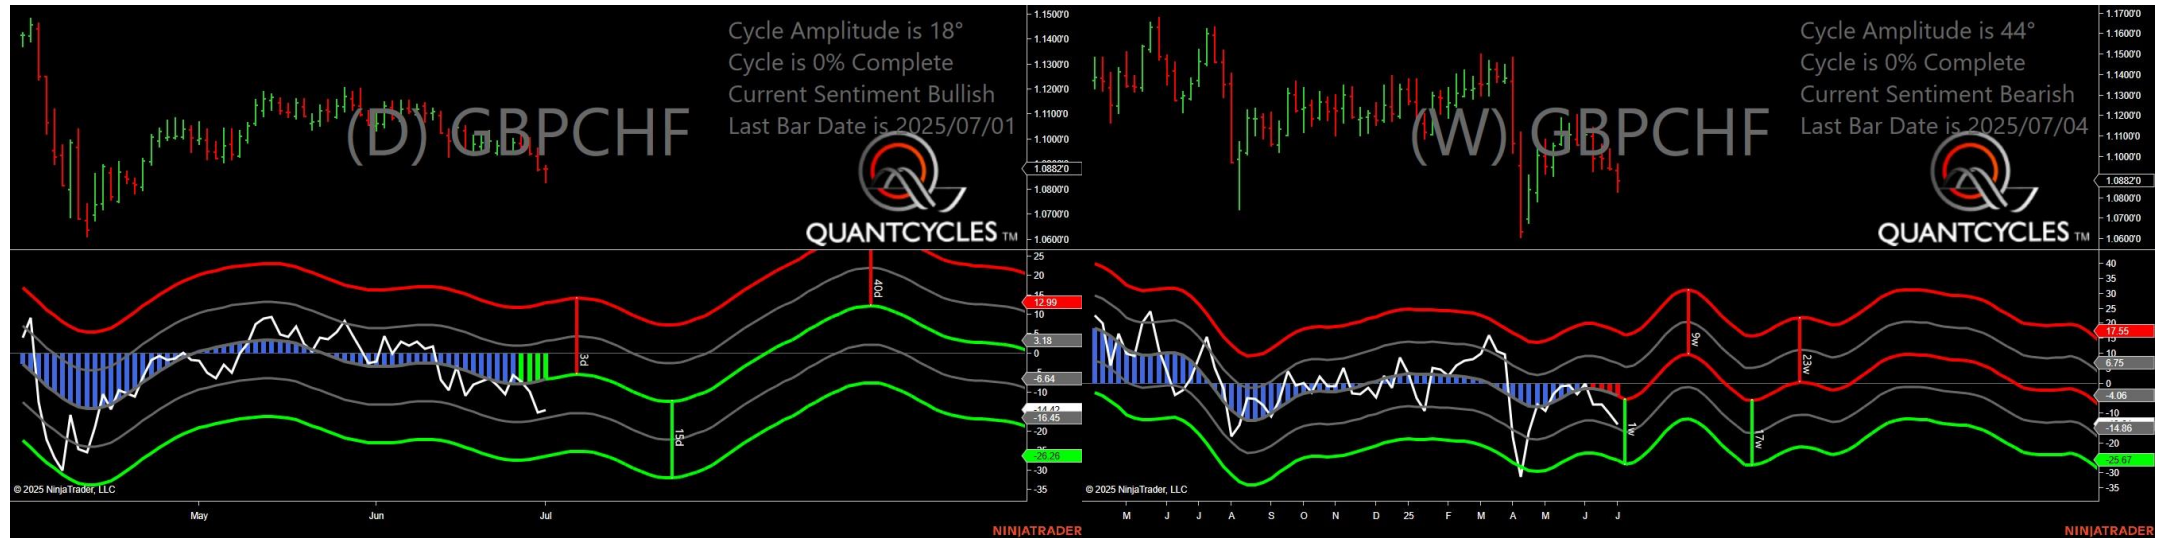 Cycle Amplitude is 18°
Cycle is 0% Complete
Current Sentiment Bullish
Last Bar Date is 2025/07/01
(D) GBPCHF
QUANTCYCLES TM
1.1500'0
1.1400'0
1.1300'0
1.1200'0
1.1100'0
1.1000'0
1.0882'0
1.0800'0
1.0700'0
1.0600'0
25
20
15
12.99
10
5
3.18
0
-5
-6.64
-10
-14.42
-16.45
-20
-26.26
-30
-35
3d
15d
40d
© 2025 NinjaTrader, LLC
May
Jun
Jul
NINJATRADER
Cycle Amplitude is 44°
Cycle is 0% Complete
Current Sentiment Bearish
Last Bar Date is 2025/07/04
(W) GBPCHF
QUANTCYCLES TM
1.1700'0
1.1600'0
1.1500'0
1.1400'0
1.1300'0
1.1200'0
1.1100'0
1.1000'0
1.0882'0
1.0800'0
1.0700'0
1.0600'0
40
35
30
25
20
17.55
15
10
6.75
5
0
-4.06
-10
-14.86
-20
-25.67
-30
-35
1w
9w
17w
23w
© 2025 NinjaTrader, LLC
M
J
J
A
S
O
N
D
25
F
M
A
M
J
J
NINJATRADER